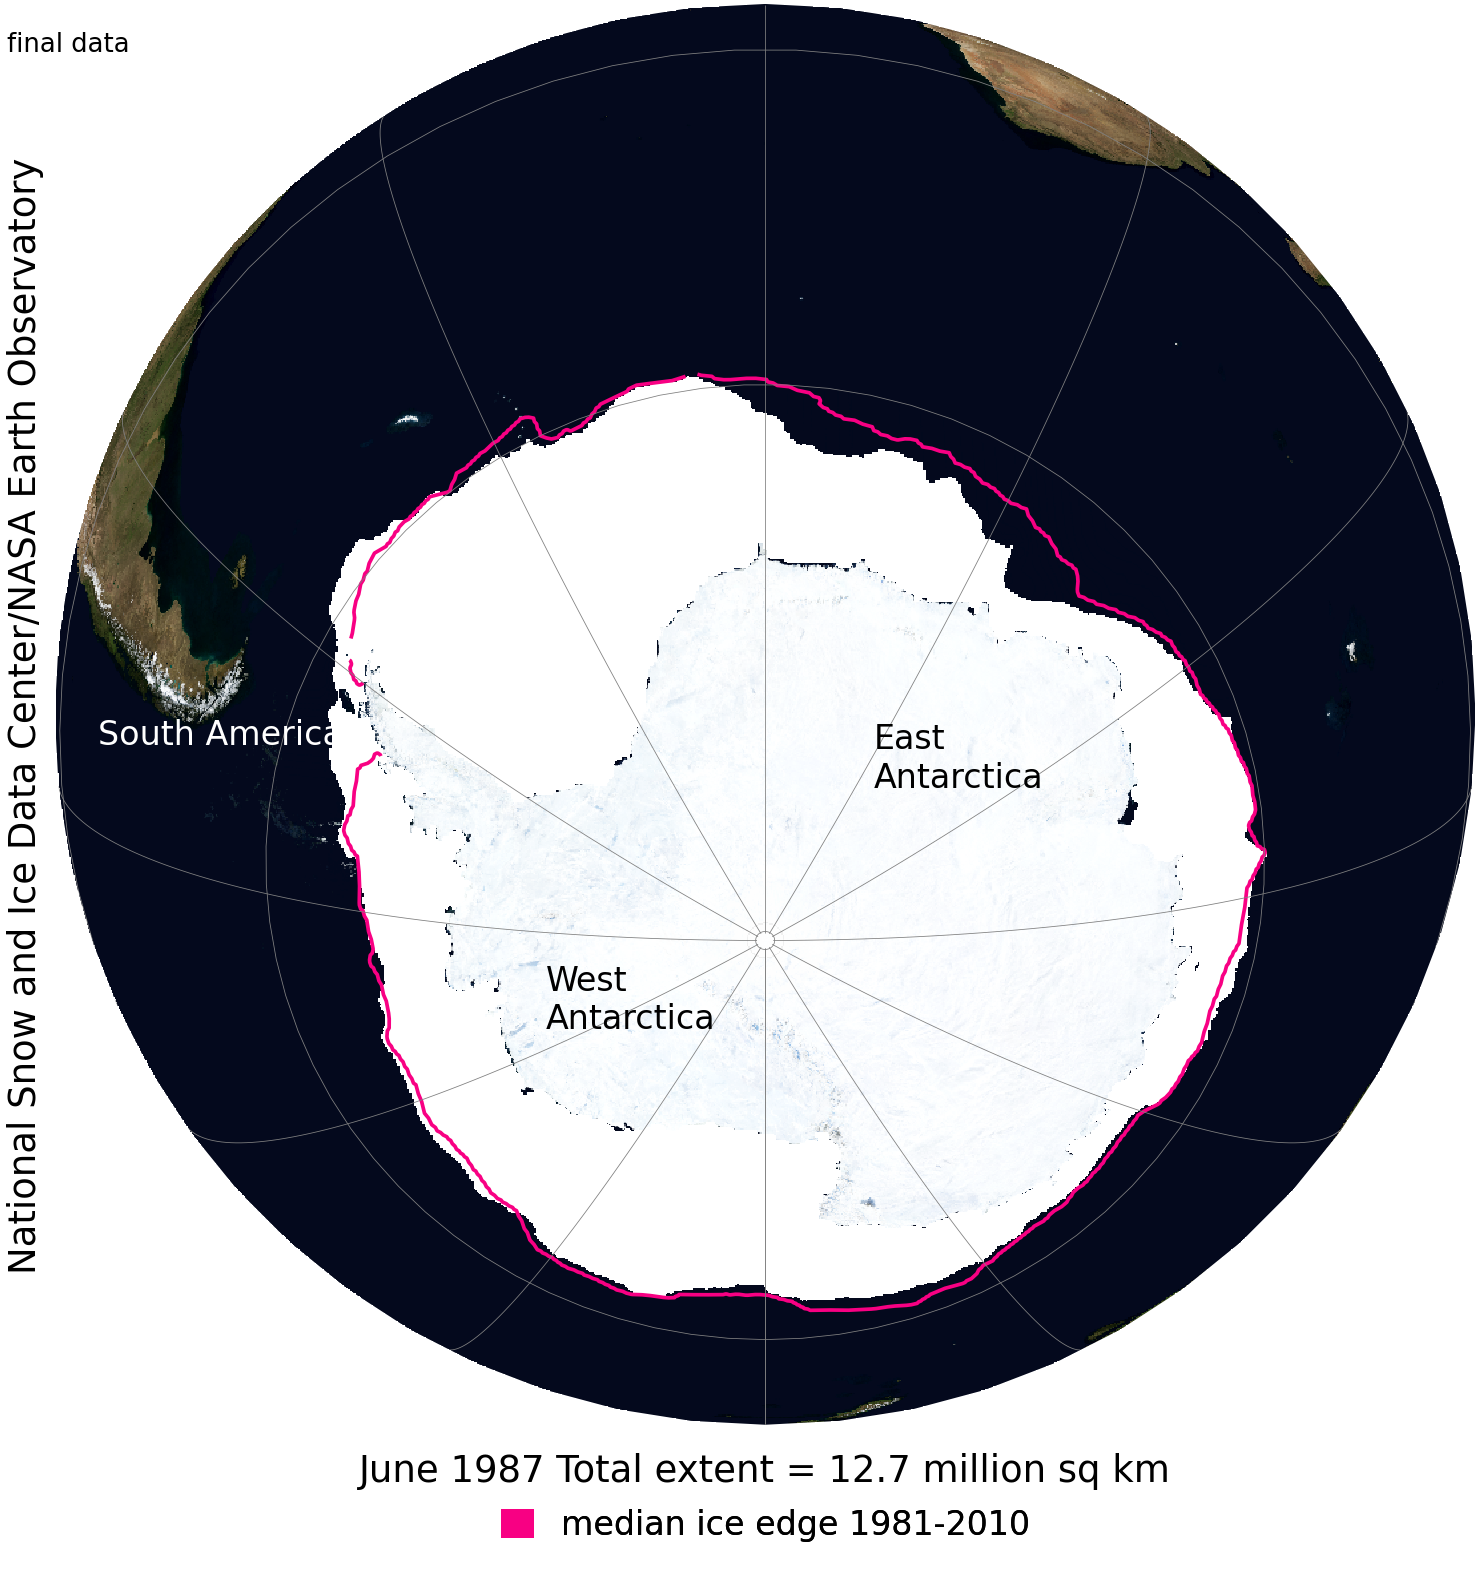 final data
National Snow and Ice Data Center/NASA Earth Observatory
South America
East
Antarctica
West
Antarctica
June 1987 Total extent = 12.7 million sq km
median ice edge 1981-2010